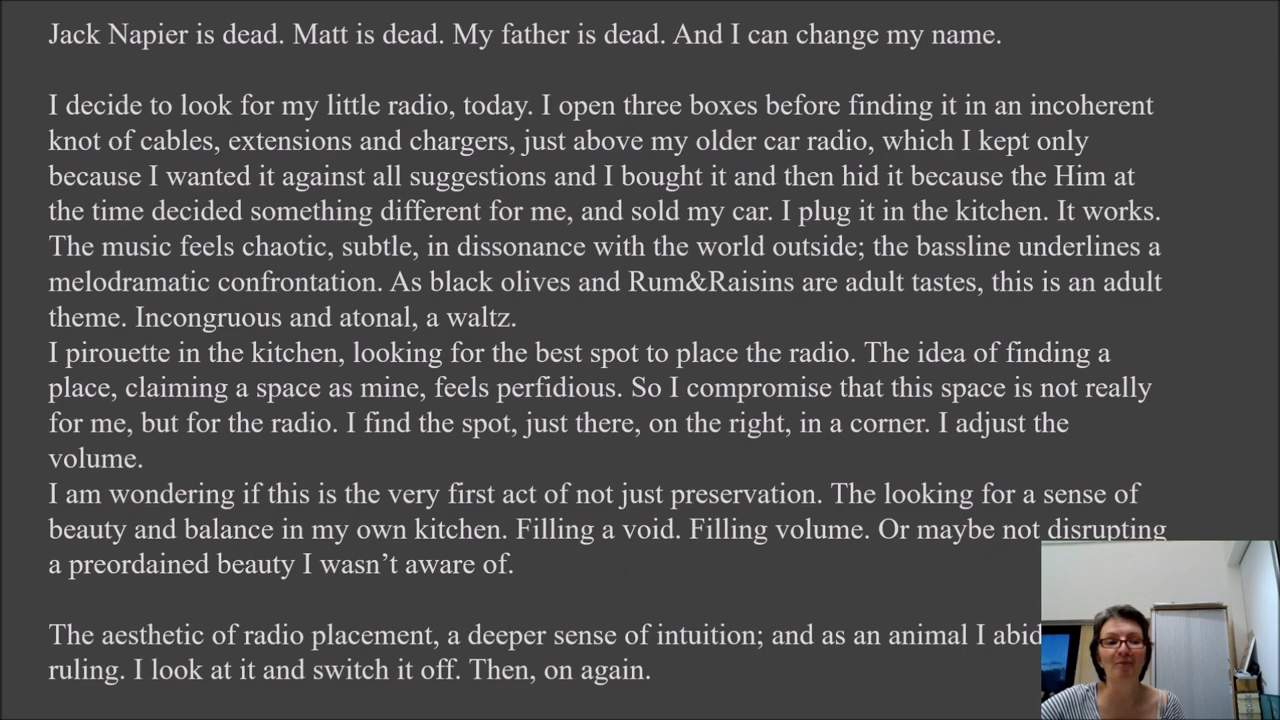 Jack Napier is dead. Matt is dead. My father is dead. And I can change my name.
I decide to look for my little radio, today. I open three boxes before finding it in an incoherent
knot of cables, extensions and chargers, just above my older car radio, which I kept only
because I wanted it against all suggestions and I bought it and then hid it because the Him at
the time decided something different for me, and sold my car. I plug it in the kitchen. It works.
The music feels chaotic, subtle, in dissonance with the world outside; the bassline underlines a
melodramatic confrontation. As black olives and Rum&Raisins are adult tastes, this is an adult
theme. Incongruous and atonal, a waltz.
I pirouette in the kitchen, looking for the best spot to place the radio. The idea of finding a
place, claiming a space as mine, feels perfidious. So I compromise that this space is not really
for me, but for the radio. I find the spot, just there, on the right, in a corner. I adjust the
volume.
I am wondering if this is the very first act of not just preservation. The looking for a sense of
beauty and balance in my own kitchen. Filling a void. Filling volume. Or maybe not disrupting
a preordained beauty I wasn’t aware of.
The aesthetic of radio placement, a deeper sense of intuition; and as an animal I abid
ruling. I look at it and switch it off. Then, on again.